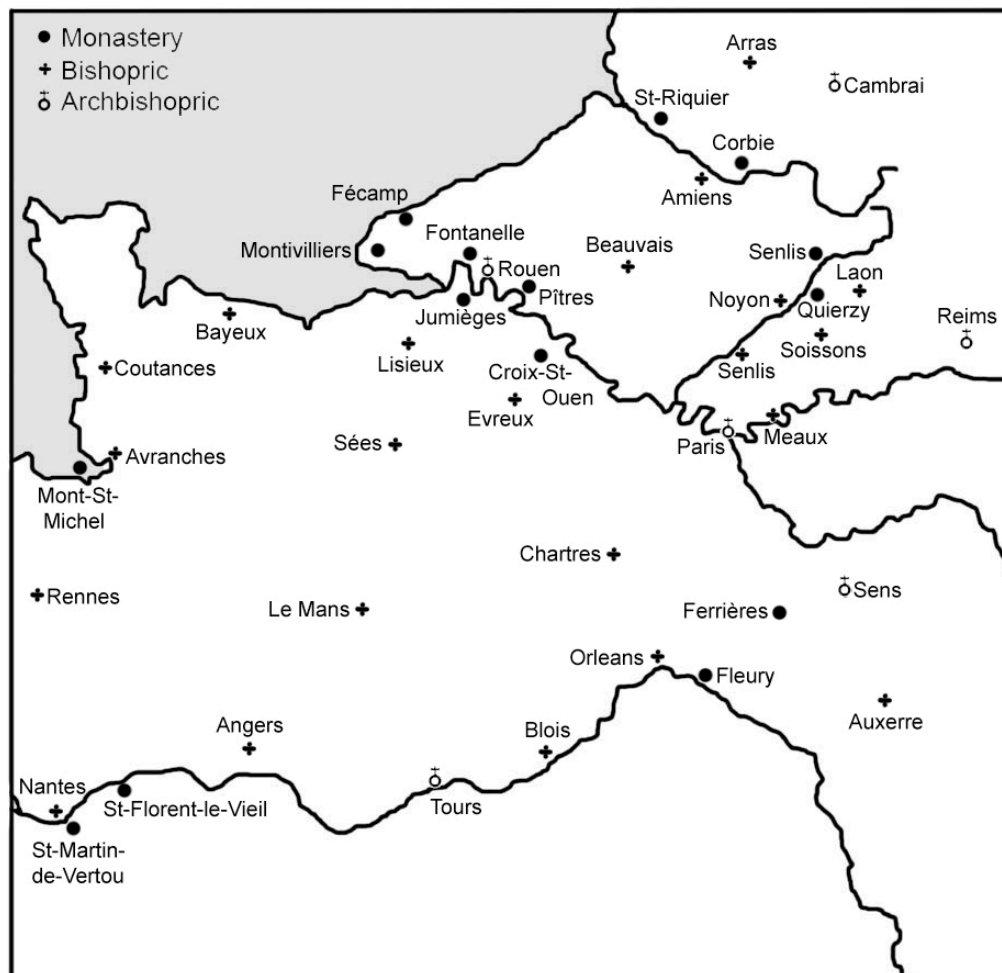 Monastery
Bishopric
Archbishopric
Arras
Cambrai
St-Riquier
Corbie
Amiens
Fécamp
Montivilliers
Fontanelle
Rouen
Beauvais
Senlis
Laon
Pîtres
Noyon
Quierzy
Jumièges
Bayeux
Lisieux
Reims
Soissons
Senlis
Coutances
Croix-St-
Ouen
Evreux
Paris
Meaux
Sées
Avranches
Mont-St-
Michel
Chartres
Rennes
Le Mans
Sens
Ferrières
Orleans
Fleury
Auxerre
Angers
Blois
Nantes
St-Florent-le-Vieil
Tours
St-Martin-
de-Vertou